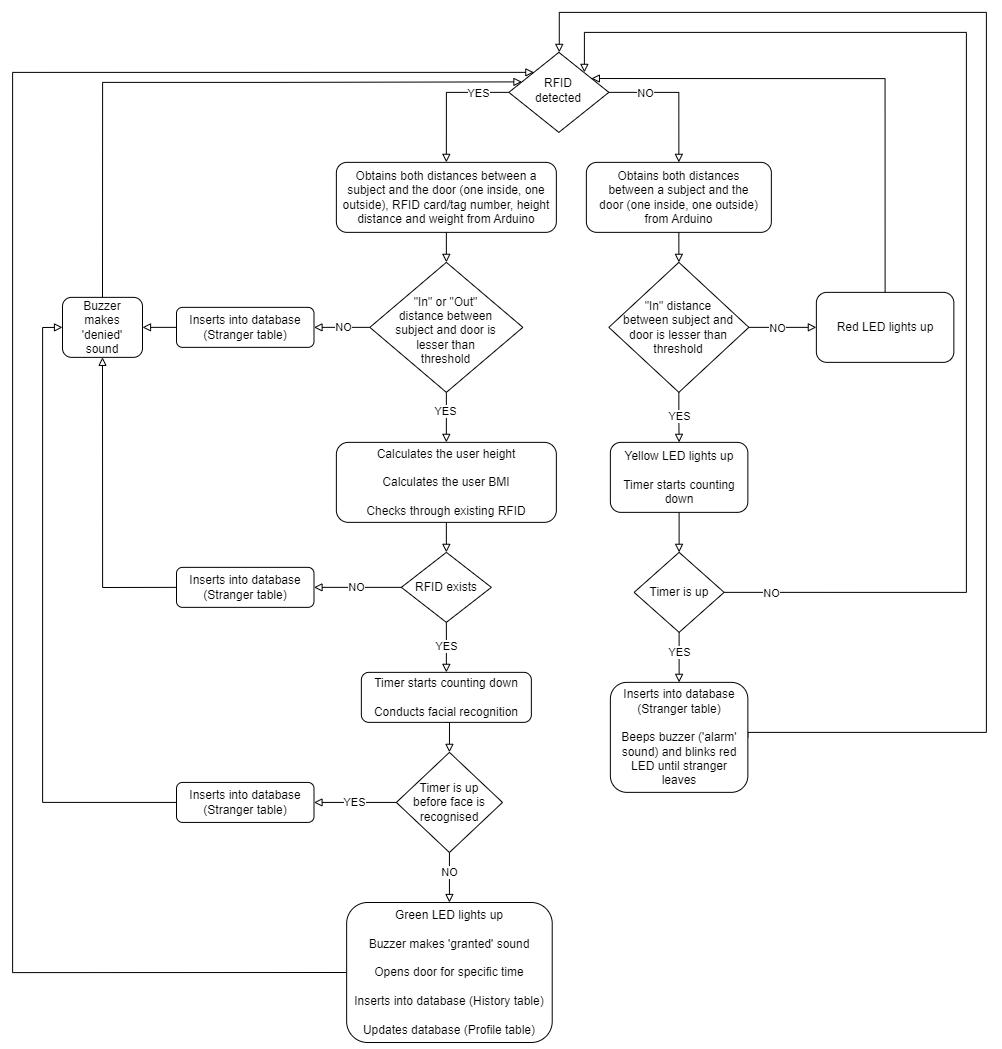 RFID
detected
YES
NO
Obtains both distances between a
subject and the door (one inside, one
outside), RFID card/tag number, height
distance and weight from Arduino
Obtains both distances
between a subject and the
door (one inside, one outside)
from Arduino
Buzzer
makes
'denied'
sound
Inserts into database
(Stranger table)
NO
"In" or "Out"
distance between
subject and door is
lesser than
threshold
"In" distance
between subject and
door is lesser than
threshold
NO
Red LED lights up
YES
YES
Calculates the user height
Calculates the user BMI
Checks through existing RFID
Yellow LED lights up
Timer starts counting
down
Inserts into database
(Stranger table)
NO
RFID exists
Timer is up
NO
YES
YES
Timer starts counting down
Conducts facial recognition
Inserts into database
(Stranger table)
Beeps buzzer ('alarm'
sound) and blinks red
LED until stranger
leaves
Inserts into database
(Stranger table)
YES
Timer is up
before face is
recognised
NO
Green LED lights up
Buzzer makes 'granted' sound
Opens door for specific time
Inserts into database (History table)
Updates database (Profile table)